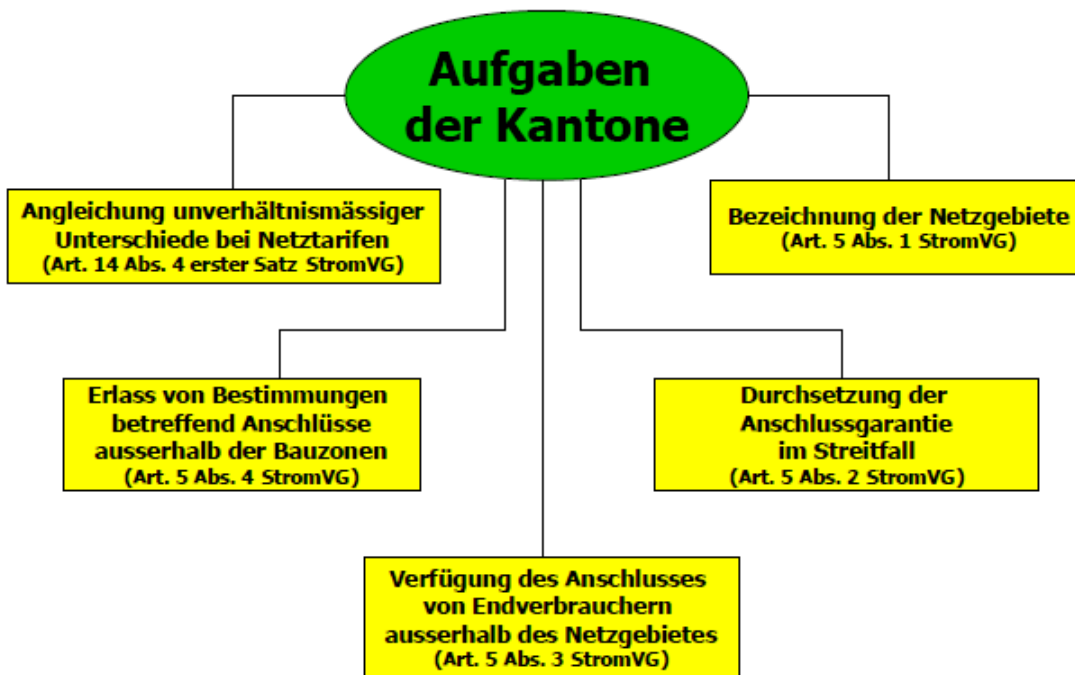 Aufgaben
der Kantone
Angleichung unverhältnismässiger
Unterschiede bei Netztarifen
(Art. 14 Abs. 4 erster Satz StromVG)
Bezeichnung der Netzgebiete
(Art. 5 Abs. 1 StromVG)
Erlass von Bestimmungen
betreffend Anschlüsse
ausserhalb der Bauzonen
(Art. 5 Abs. 4 StromVG)
Durchsetzung der
Anschlussgarantie
im Streitfall
(Art. 5 Abs. 2 StromVG)
Verfügung des Anschlusses
von Endverbrauchern
ausserhalb des Netzgebietes
(Art. 5 Abs. 3 StromVG)